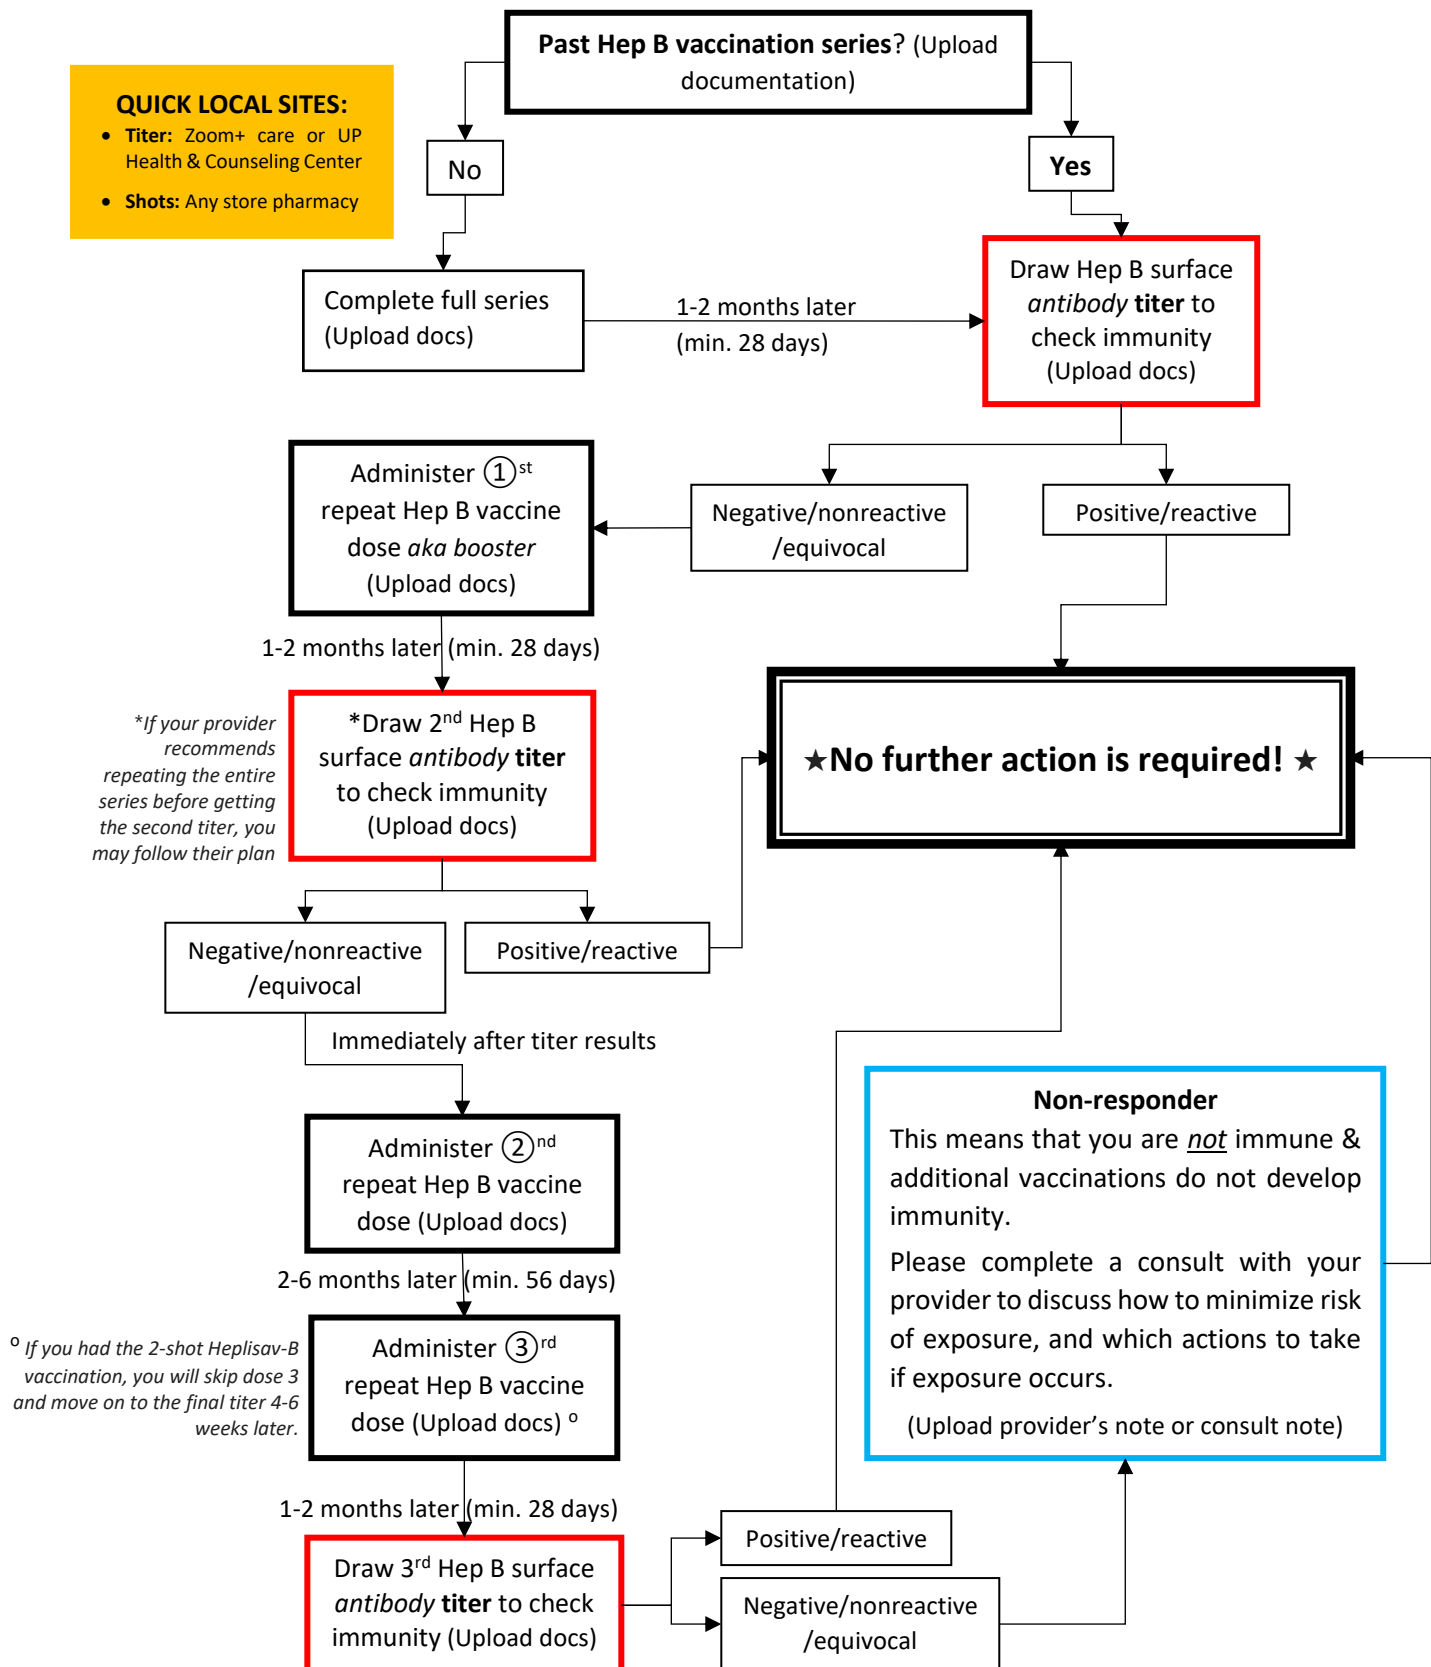 Past Hep B vaccination series? (Upload
documentation)
QUICK LOCAL SITES:
• Titer: Zoom+ care or UP
Health & Counseling Center
• Shots: Any store pharmacy
No
Yes
Complete full series
(Upload docs)
1-2 months later
(min. 28 days)
Draw Hep B surface
antibody titer to
check immunity
(Upload docs)
Administer ①st
repeat Hep B vaccine
dose aka booster
(Upload docs)
Negative/nonreactive
/equivocal
Positive/reactive
1-2 months later (min. 28 days)
*If your provider
recommends
repeating the entire
series before getting
the second titer, you
may follow their plan
*Draw 2nd Hep B
surface antibody titer
to check immunity
(Upload docs)
★No further action is required! ★
Negative/nonreactive
/equivocal
Positive/reactive
Immediately after titer results
Administer ②nd
repeat Hep B vaccine
dose (Upload docs)
2-6 months later (min. 56 days)
o If you had the 2-shot Heplisav-B
vaccination, you will skip dose 3
and move on to the final titer 4-6
weeks later.
Administer ③rd
repeat Hep B vaccine
dose (Upload docs) o
Non-responder
This means that you are not immune &
additional vaccinations do not develop
immunity.
Please complete a consult with your
provider to discuss how to minimize risk
of exposure, and which actions to take
if exposure occurs.
(Upload provider’s note or consult note)
1-2 months later (min. 28 days)
Draw 3rd Hep B surface
antibody titer to check
immunity (Upload docs)
Positive/reactive
Negative/nonreactive
/equivocal